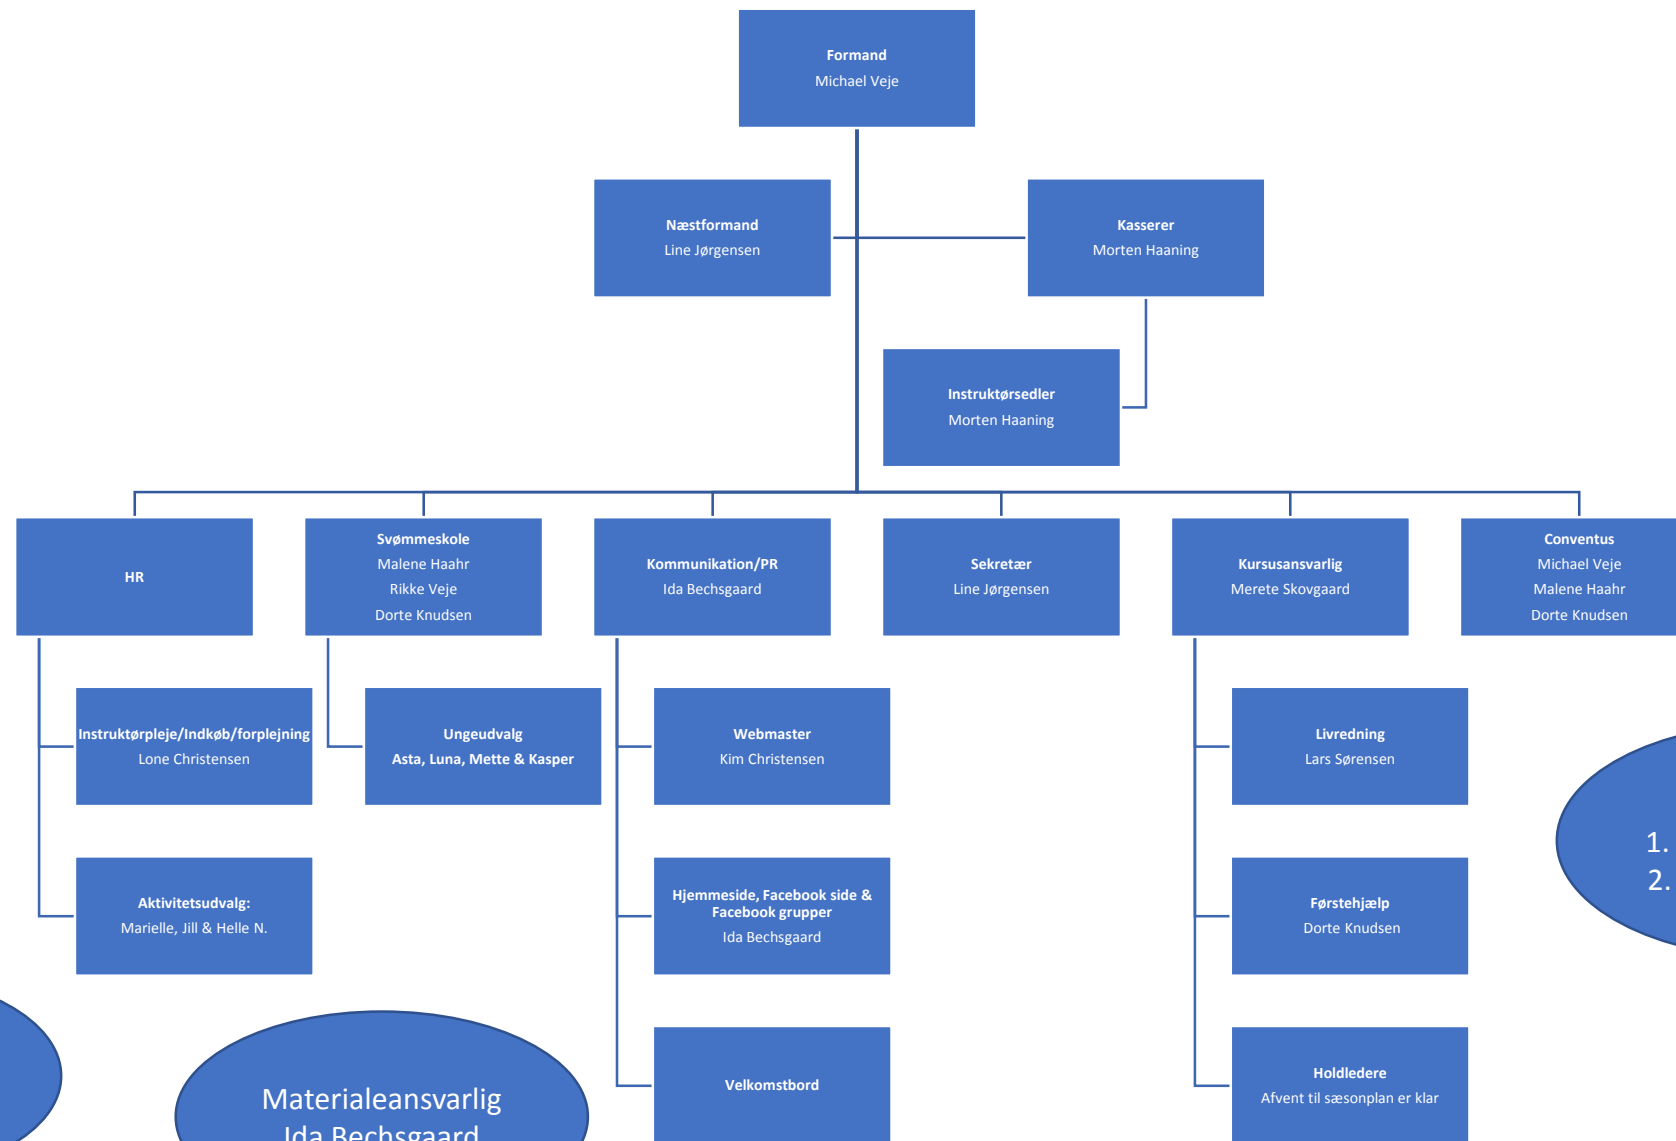 Formand
Michael Veje
Næstformand
Line Jørgensen
Kasserer
Morten Haaning
Instruktørsedler
Morten Haaning
HR
Svømmeskole
Malene Haahr
Rikke Veje
Dorte Knudsen
Kommunikation/PR
Ida Bechsgaard
Sekretær
Line Jørgensen
Kursusansvarlig
Merete Skovgaard
Conventus
Michael Veje
Malene Haahr
Dorte Knudsen
Instruktørpleje/Indkøb/forplejning
Lone Christensen
Ungeudvalg
Asta, Luna, Mette & Kasper
Webmaster
Kim Christensen
Livredning
Lars Sørensen
1.
2.
Aktivitetsudvalg:
Marielle, Jill & Helle N.
Hjemmeside, Facebook side &
Facebook grupper
Ida Bechsgaard
Førstehjælp
Dorte Knudsen
Materialeansvarlig
Ida Bechsgaard
Velkomstbord
Holdledere
Afvent til sæsonplan er klar